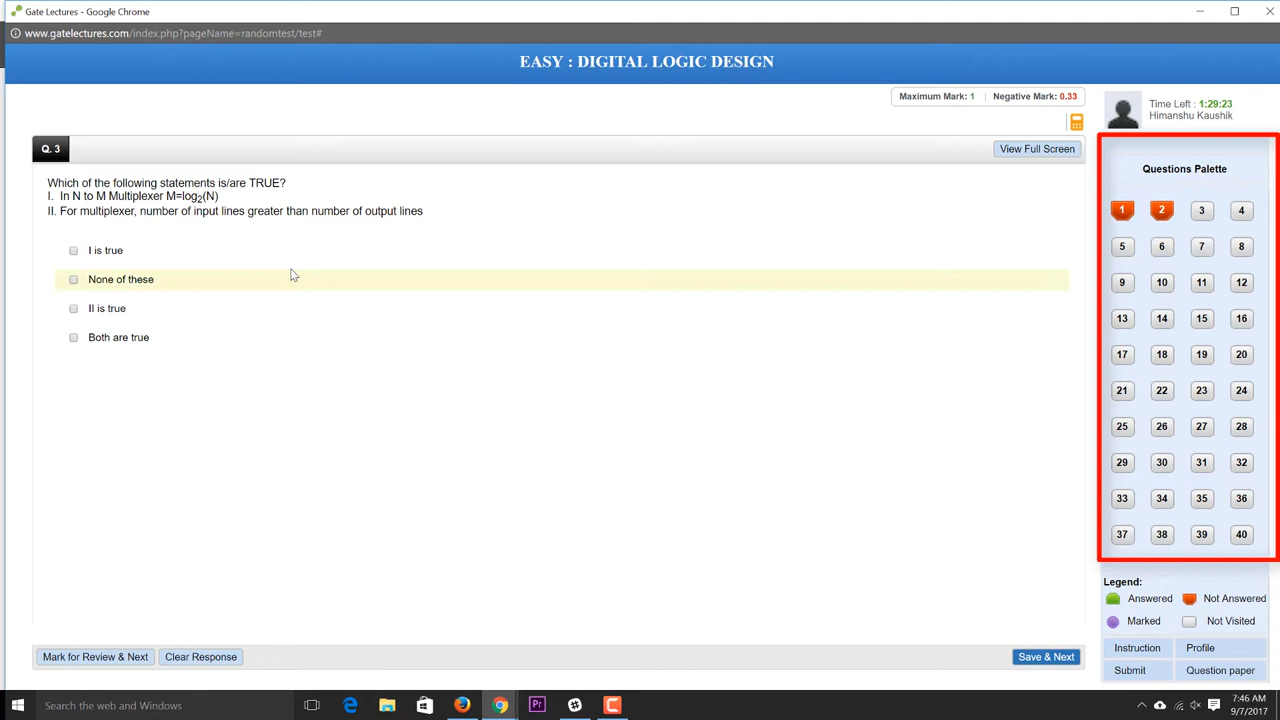 Gate Lectures - Google Chrome
www.gatelectures.com/index.php?pageName=randomtest/test#
EASY : DIGITAL LOGIC DESIGN
Maximum Mark: 1 | Negative Mark: 0.33
Time Left : 1:29:23
Himanshu Kaushik
Q. 3
View Full Screen
Which of the following statements is/are TRUE?
I. In N to M Multiplexer M=log2(N)
II. For multiplexer, number of input lines greater than number of output lines
I is true
None of these
II is true
Both are true
Questions Palette
1 2 3 4
5 6 7 8
9 10 11 12
13 14 15 16
17 18 19 20
21 22 23 24
25 26 27 28
29 30 31 32
33 34 35 36
37 38 39 40
Legend:
Answered Not Answered
Marked Not Visited
Instruction Profile
Submit Question paper
Mark for Review & Next Clear Response Save & Next
Search the web and Windows
Pr
7:46 AM
9/7/2017